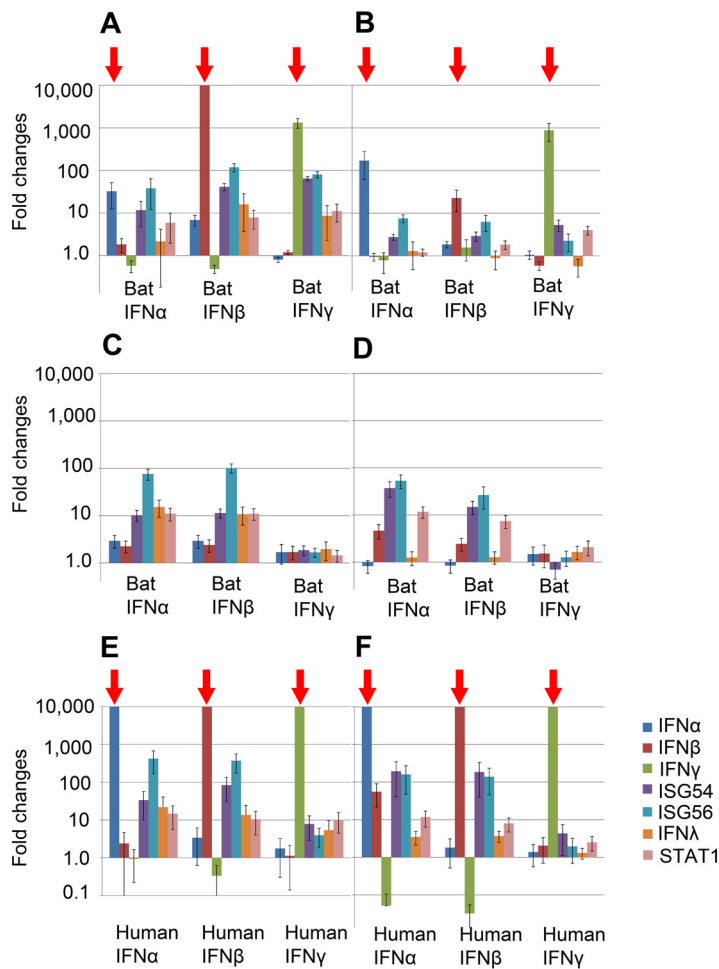 A
B
Fold changes
10,000
1,000
100
10
1.0
Bat IFNα
Bat IFNβ
Bat IFNγ
Bat IFNα
Bat IFNβ
Bat IFNγ
C
D
Fold changes
10,000
1,000
100
10
1.0
Bat IFNα
Bat IFNβ
Bat IFNγ
Bat IFNα
Bat IFNβ
Bat IFNγ
E
F
Fold changes
10,000
1,000
100
10
1.0
0.1
Human IFNα
Human IFNβ
Human IFNγ
Human IFNα
Human IFNβ
Human IFNγ
IFNα
IFNβ
IFNγ
ISG54
ISG56
IFNλ
STAT1